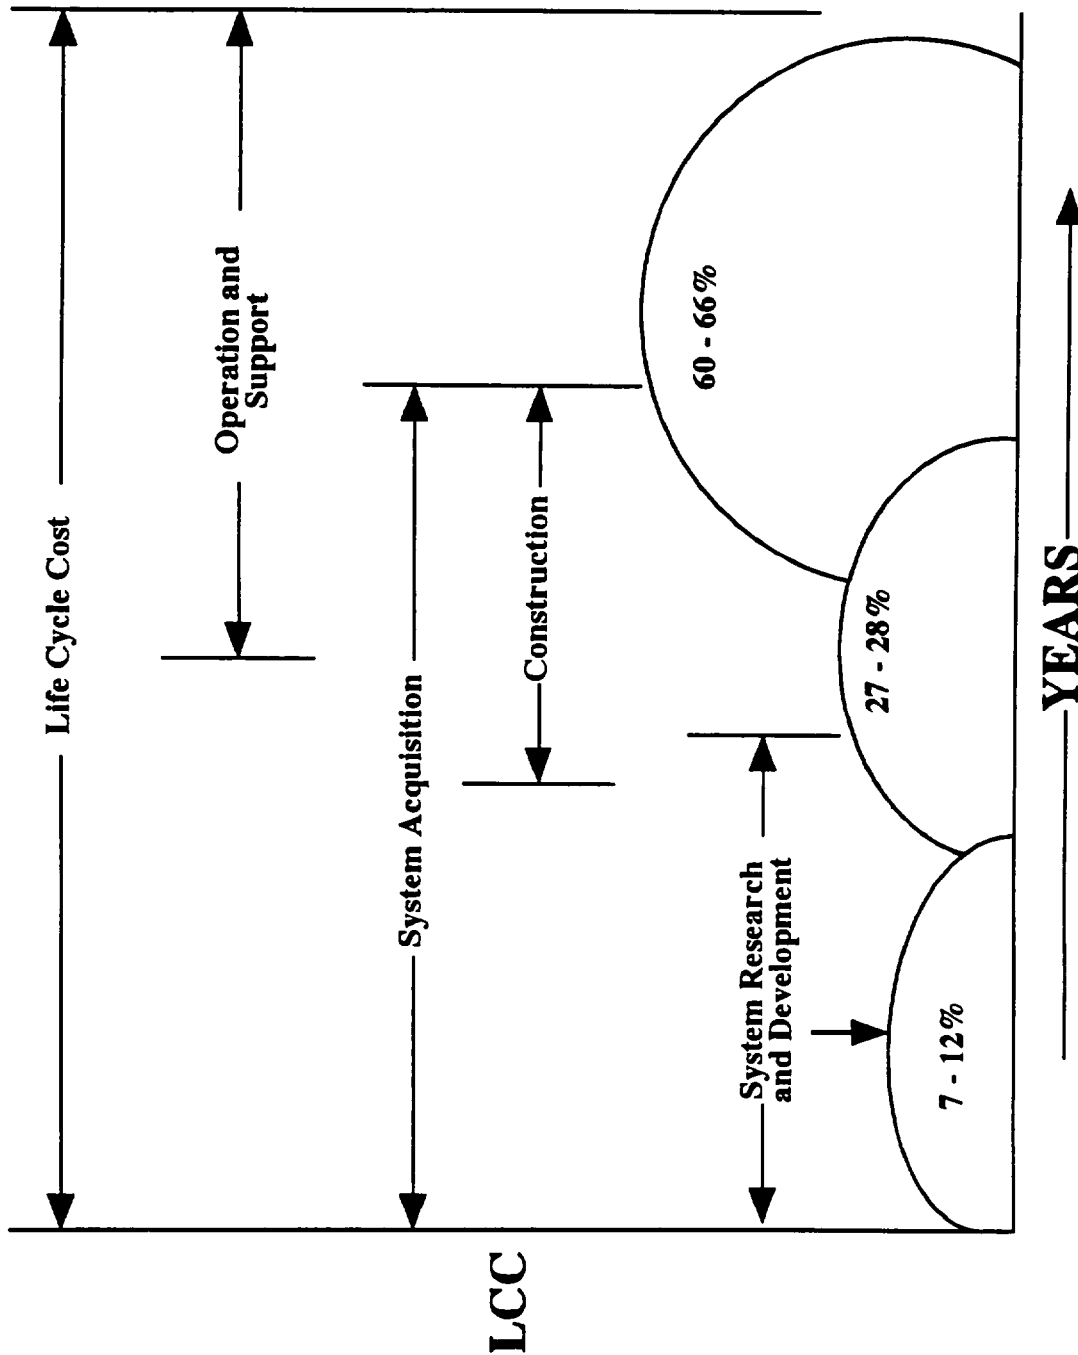 Life Cycle Cost
Operation and
Support
System Acquisition
Construction
System Research
and Development
LCC
60 - 66%
27 - 28%
7 - 12%
YEARS